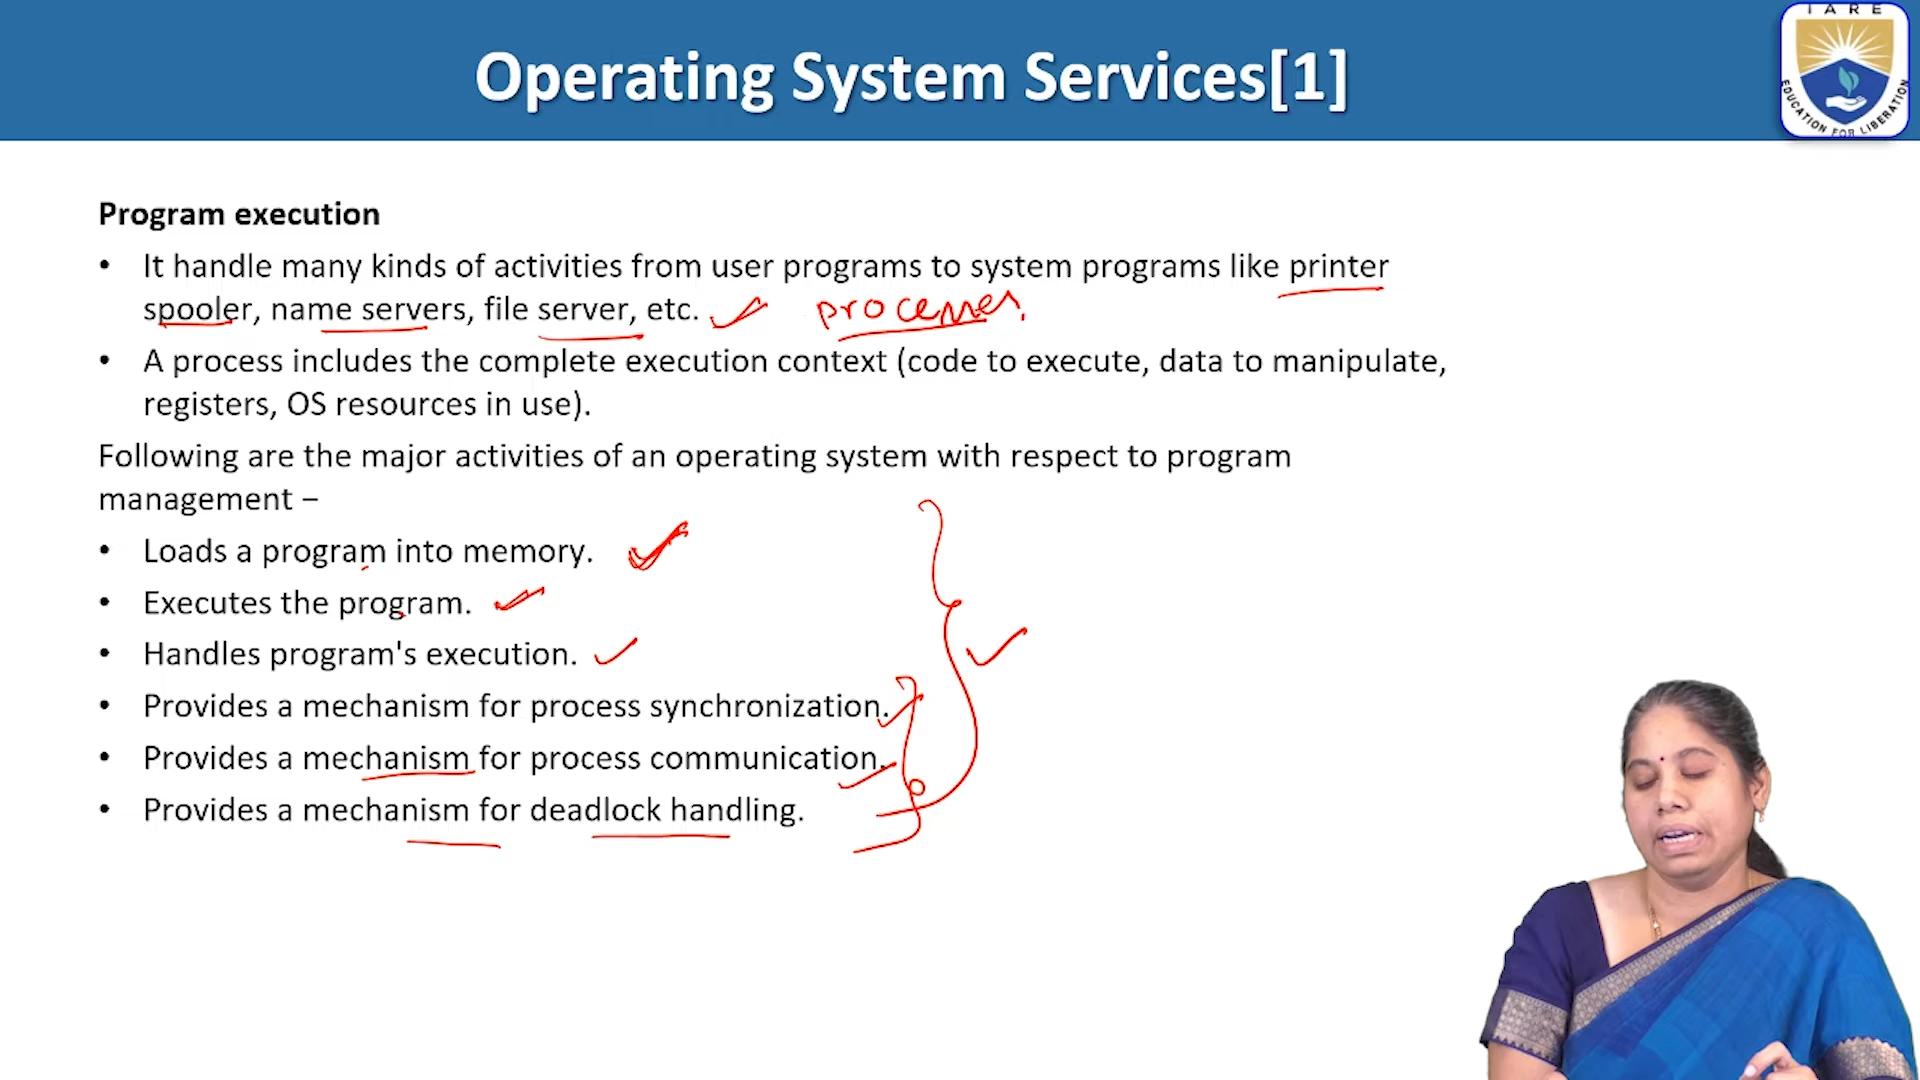 Operating System Services[1]
IARE
EDUCATION FOR LIBERATION
Program execution
• It handle many kinds of activities from user programs to system programs like printer
spooler, name servers, file server, etc. processes.
• A process includes the complete execution context (code to execute, data to manipulate,
registers, OS resources in use).
Following are the major activities of an operating system with respect to program
management –
• Loads a program into memory.
• Executes the program.
• Handles program's execution.
• Provides a mechanism for process synchronization.
• Provides a mechanism for process communication.
• Provides a mechanism for deadlock handling.